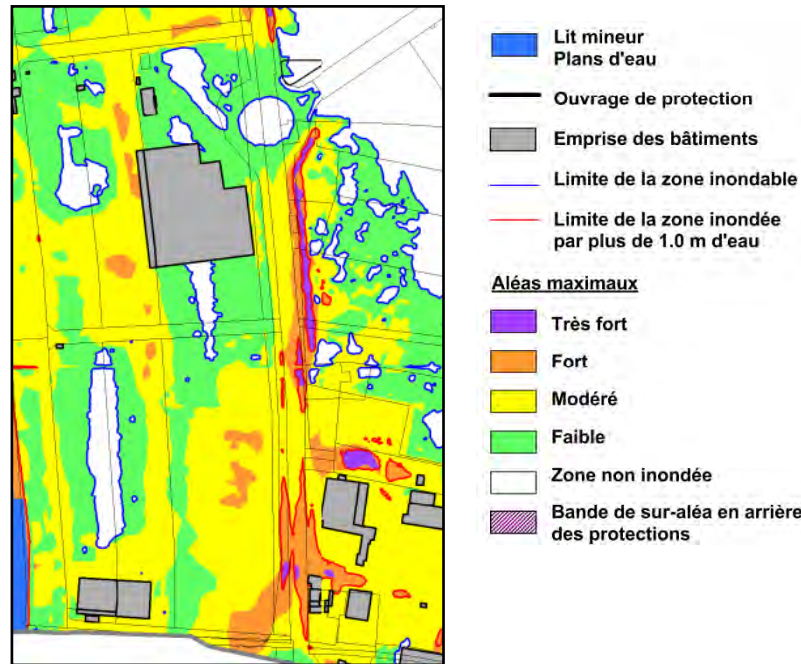 Lit mineur
Plans d'eau
Ouvrage de protection
Emprise des bâtiments
Limite de la zone inondable
Limite de la zone inondée
par plus de 1.0 m d'eau
Aléas maximaux
Très fort
Fort
Modéré
Faible
Zone non inondée
Bande de sur-aléa en arrière
des protections